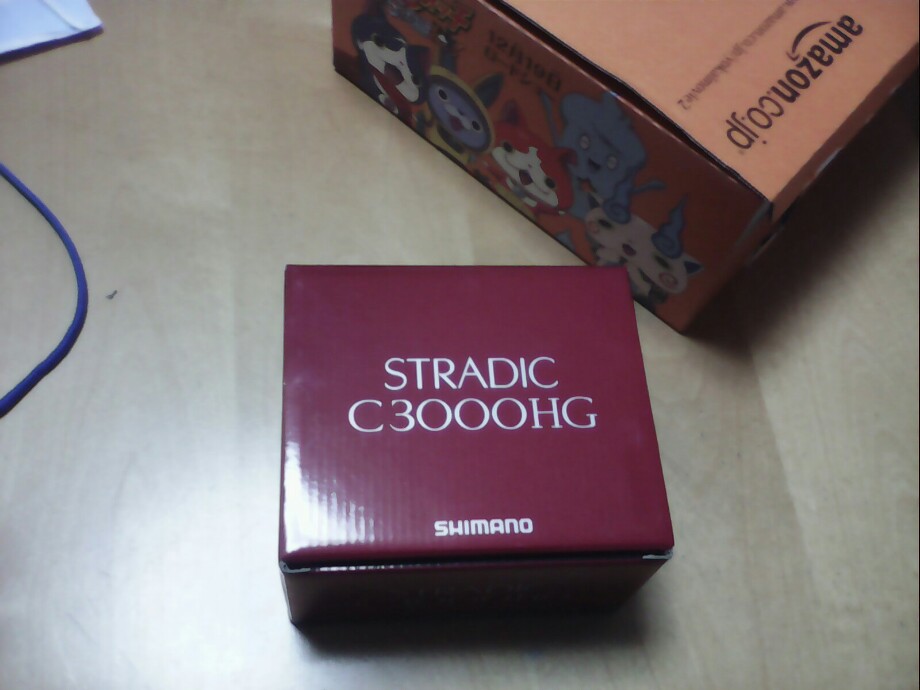 amazon.co.jp
STRADIC
C3000HG
SHIMANO